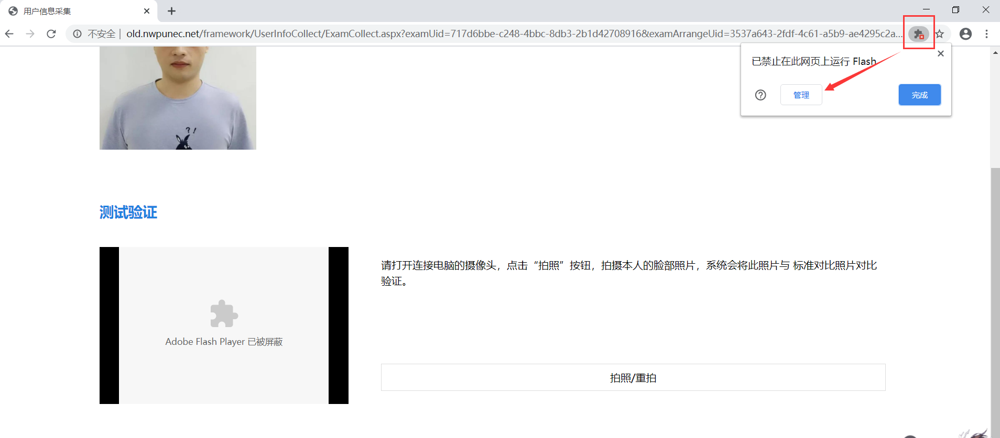 用户信息采集
不安全 | old.nwpunec.net/framework/UserInfoCollect/ExamCollect.aspx?examUid=717d6bbe-c248-4bbc-8db3-2b1d42708916&examArrangeUid=3537a643-2fdf-4c61-a5b9-ae4295c2a...
已禁止在此网页上运行 Flash
管理
完成
?!
测试验证
Adobe Flash Player 已被屏蔽
请打开连接电脑的摄像头，点击“拍照”按钮，拍摄本人的脸部照片，系统会将此照片与 标准对比照片对比
验证。
拍照/重拍